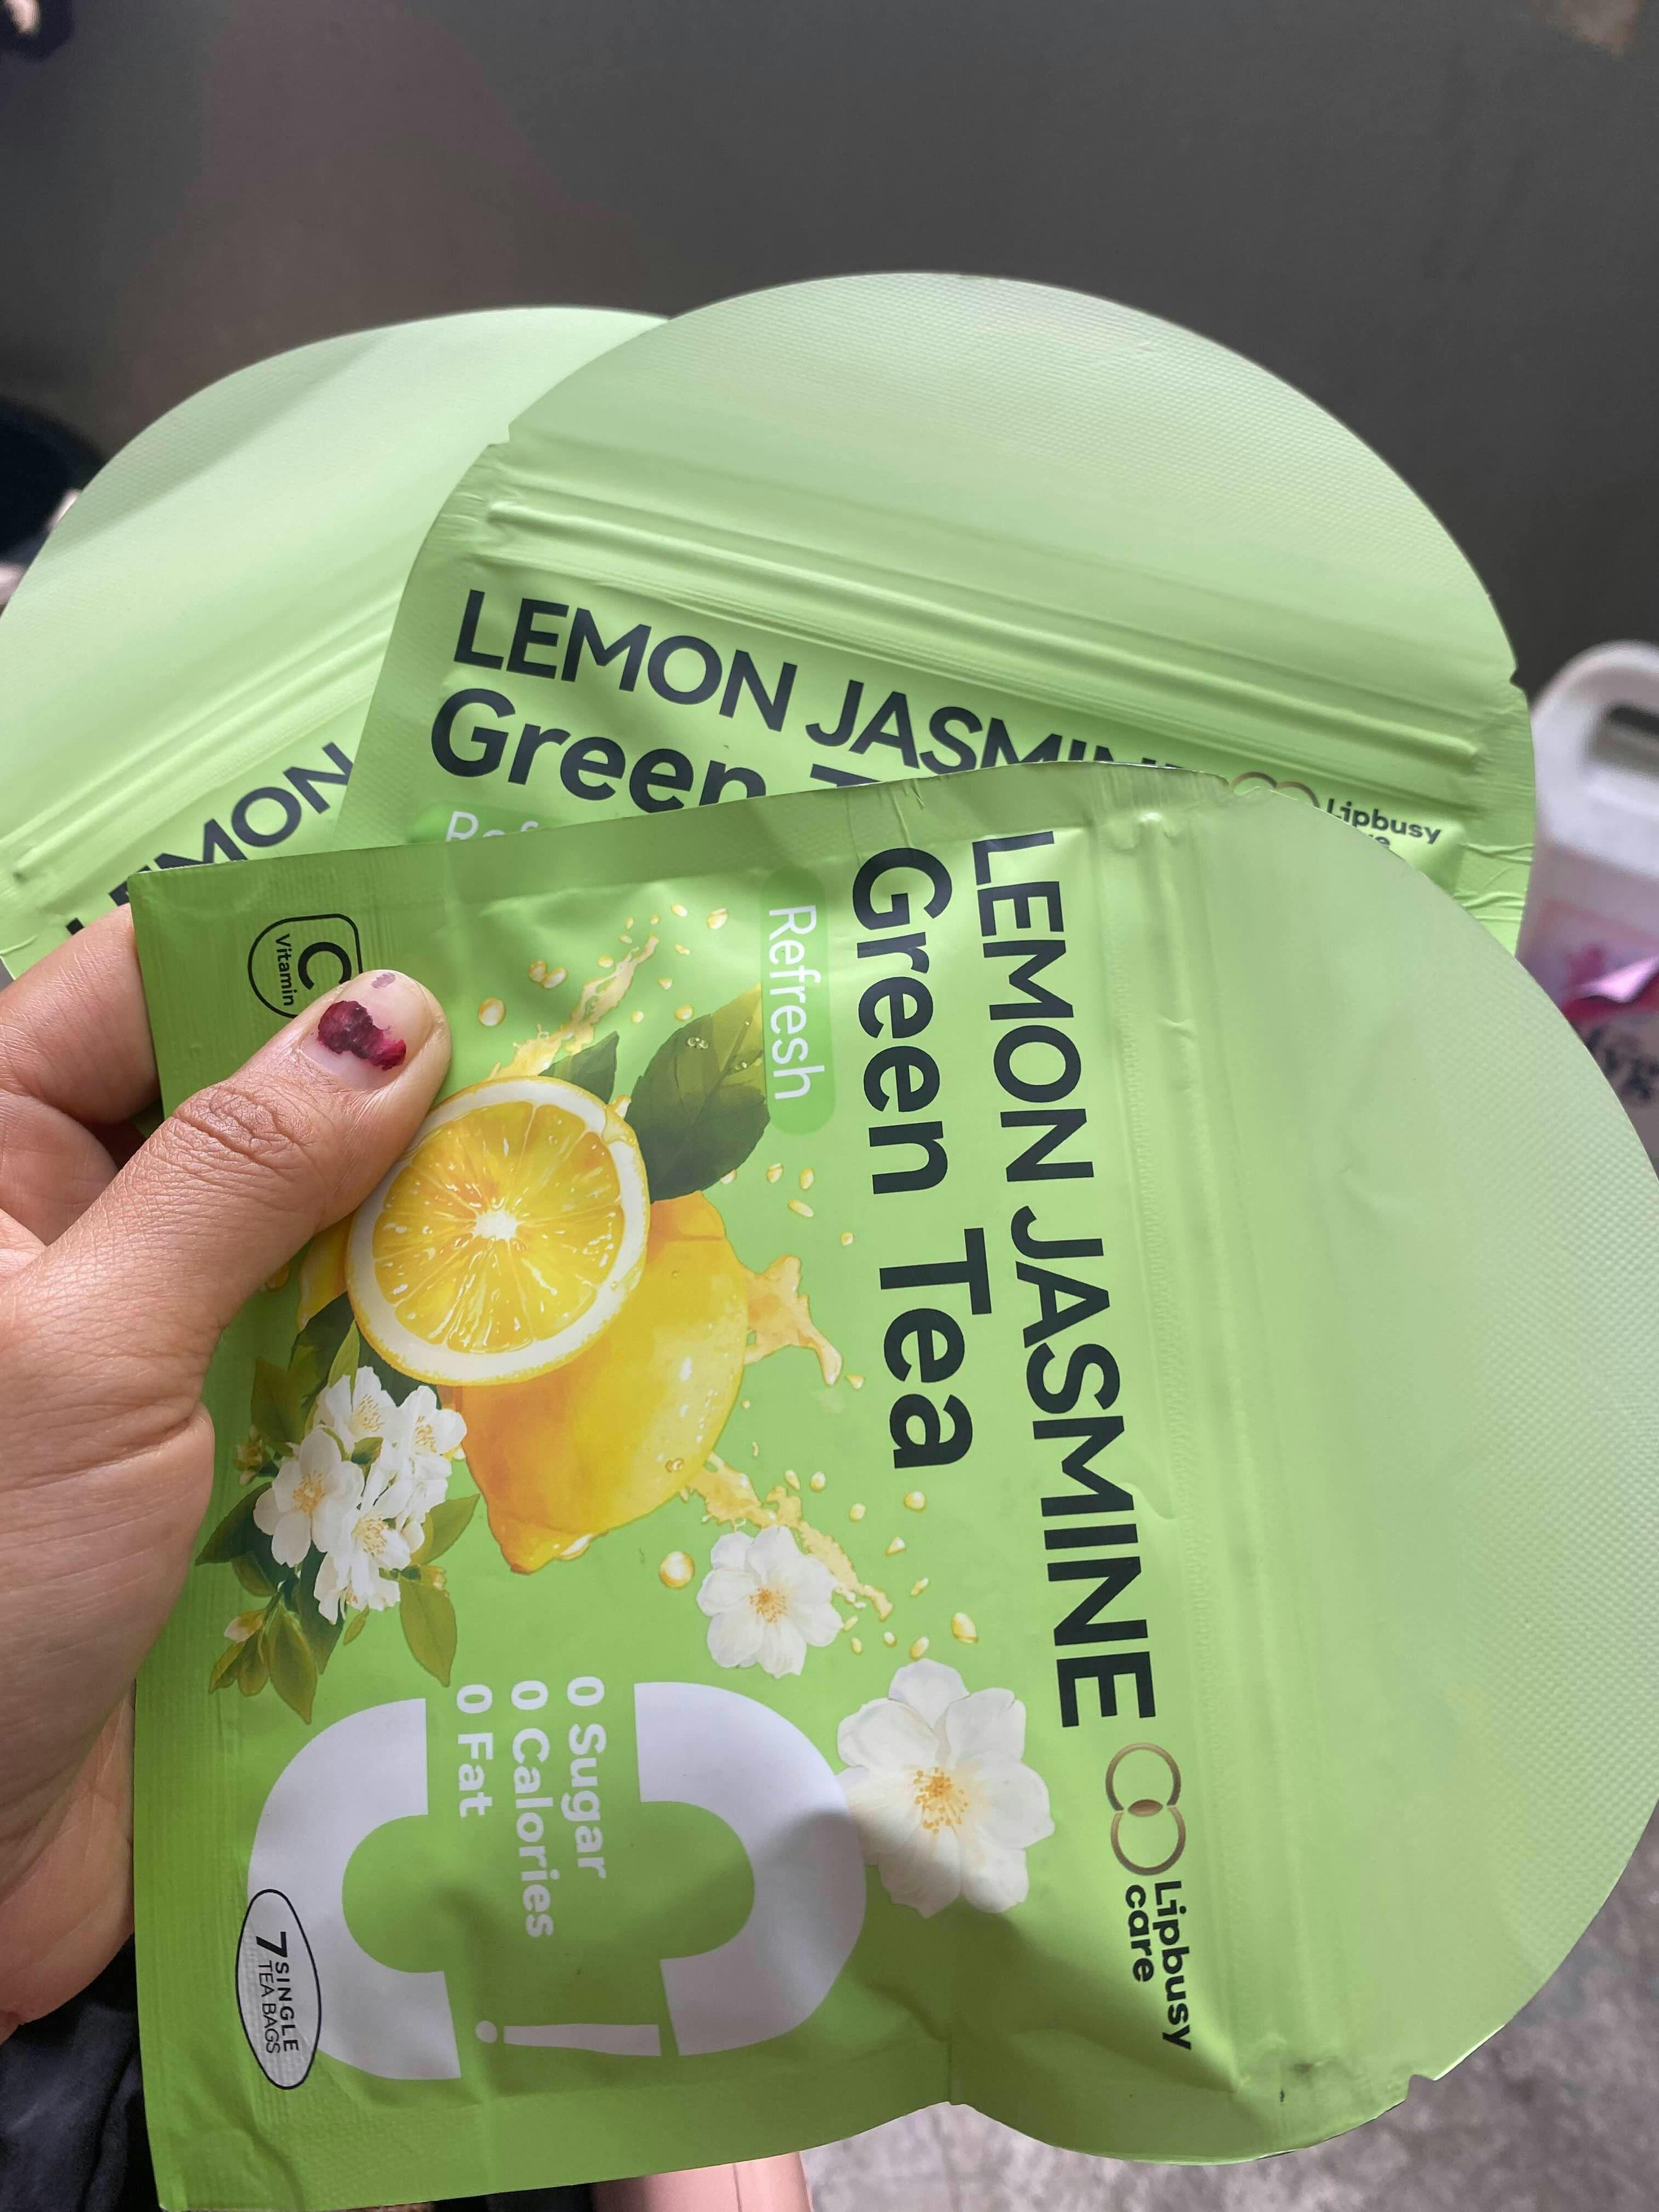 LEMON
LEMON JASMINE
Green
Lipbusy
LEMON JASMINE
Green Tea
Refresh
Lipbusy
care
0 Sugar
0 Calories
0 Fat
C
Vitamin
7 SINGLE
TEA BAGS